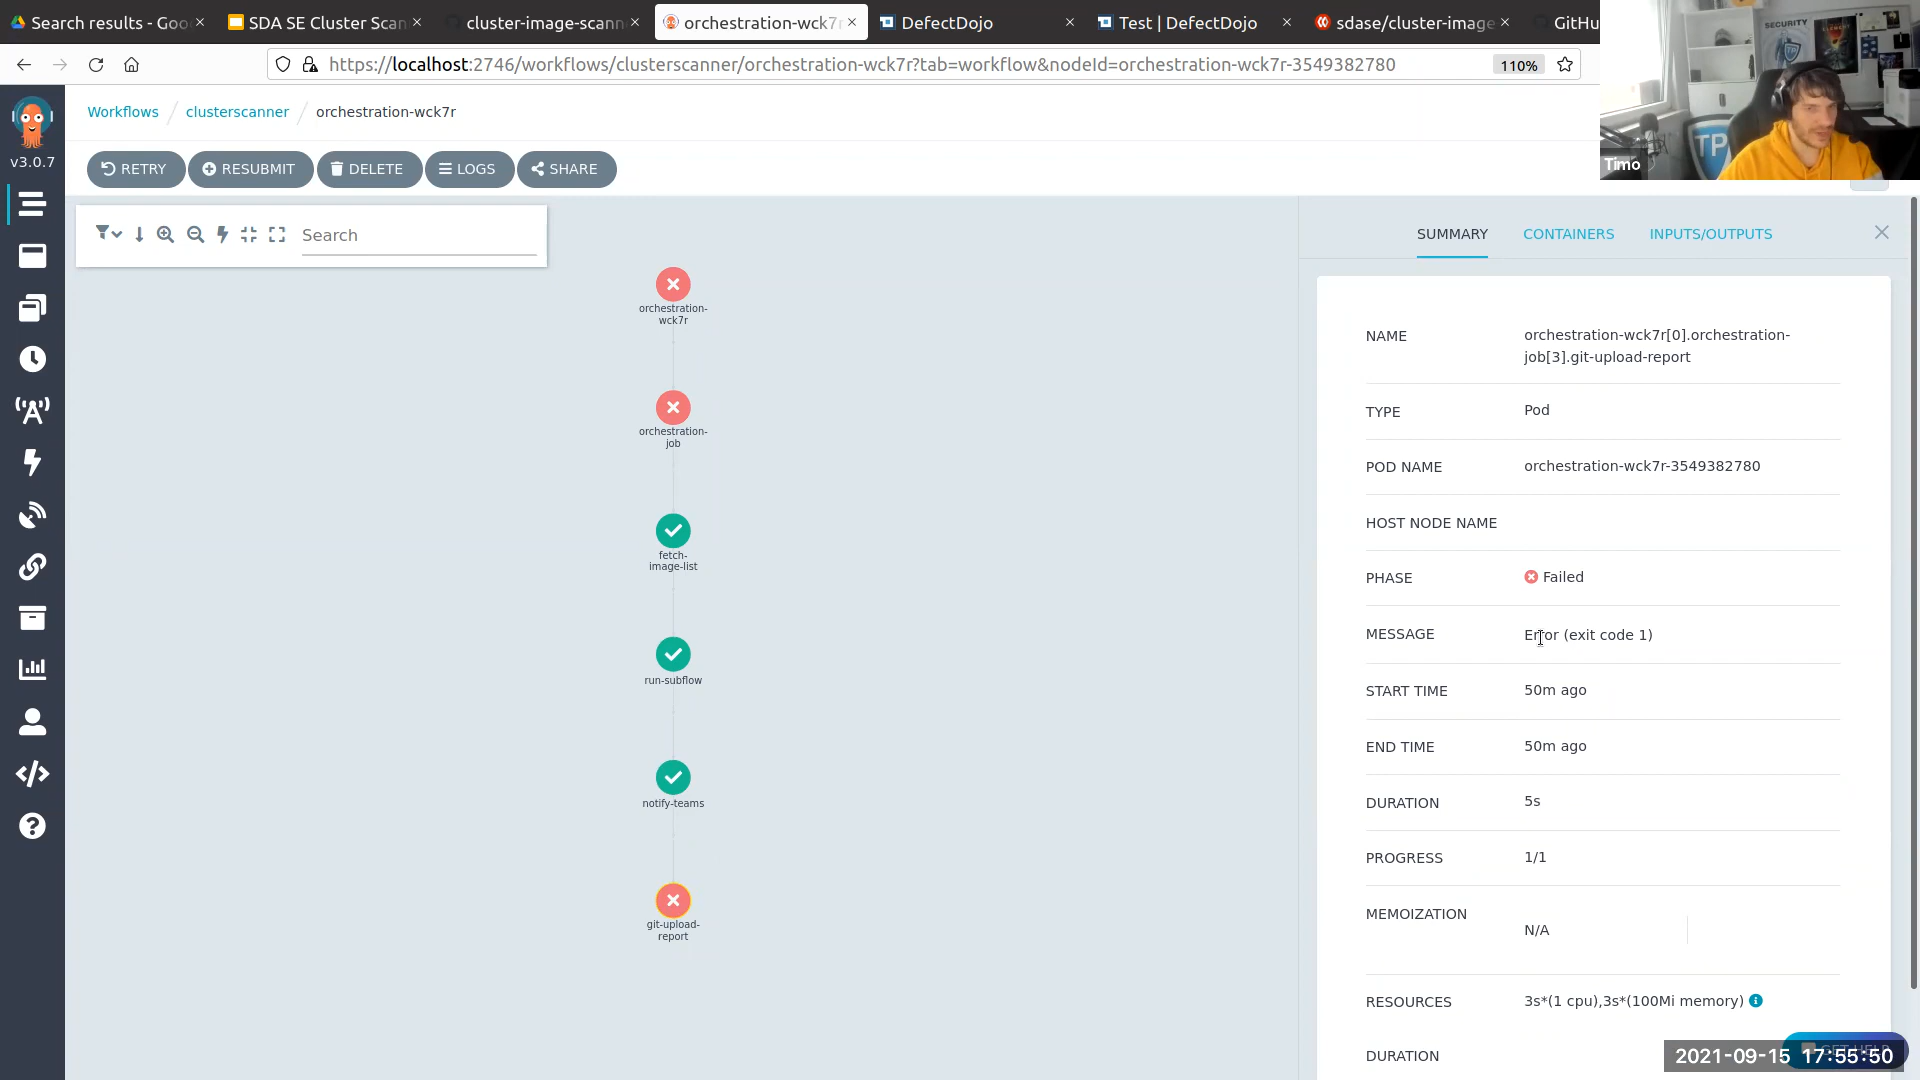 Search results - Goo
SDA SE Cluster Scan
cluster-image-scann
orchestration-wck7r
DefectDojo
Test | DefectDojo
sdase/cluster-image
GitHu
https://localhost:2746/workflows/clusterscanner/orchestration-wck7r?tab=workflow&nodeId=orchestration-wck7r-3549382780
110%
SECURITY
TP
Timo
v3.0.7
Workflows / clusterscanner / orchestration-wck7r
RETRY
RESUBMIT
DELETE
LOGS
SHARE
Search
orchestration-
wck7r
orchestration-
job
fetch-
image-list
run-subflow
notify-teams
git-upload-
report
SUMMARY
CONTAINERS
INPUTS/OUTPUTS
NAME
orchestration-wck7r[0].orchestration-
job[3].git-upload-report
TYPE
Pod
POD NAME
orchestration-wck7r-3549382780
HOST NODE NAME
PHASE
Failed
MESSAGE
Error (exit code 1)
START TIME
50m ago
END TIME
50m ago
DURATION
5s
PROGRESS
1/1
MEMOIZATION
N/A
RESOURCES
3s*(1 cpu),3s*(100Mi memory)
DURATION
2021-09-15 17:55:50